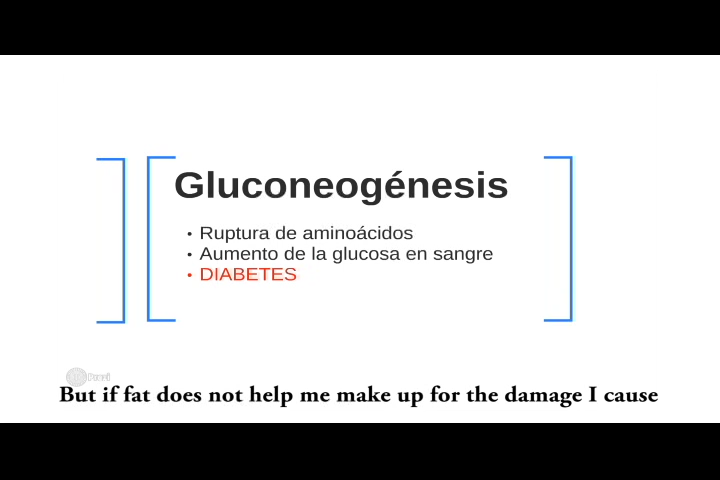 Gluconeogénesis
• Ruptura de aminoácidos
• Aumento de la glucosa en sangre
• DIABETES
But if fat does not help me make up for the damage I cause